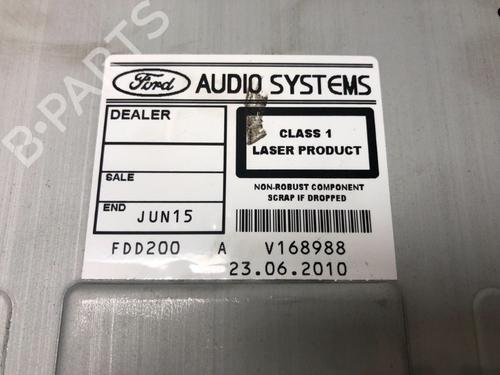 Ford AUDIO SYSTEMS
DEALER
CLASS 1
LASER PRODUCT
SALE
NON-ROBUST COMPONENT
SCRAP IF DROPPED
END JUN15
FDD200 A V168988
23.06.2010
B-PARTS